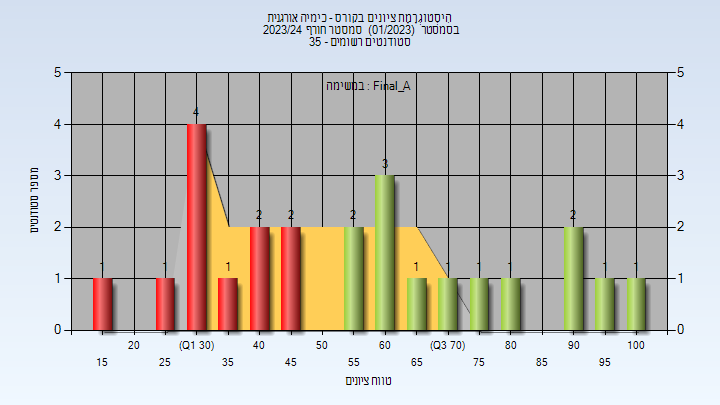 היסטוגרמת ציונים בקורס - כימיה אורגנית
בסמסטר (01/2023) סמסטר חורף 2023/24
סטודנטים רשומים - 35
במשימה : Final_A
מספר סטודנטים
5 5
4 4
3 3
2 2
1 1
0 0
1 1 4 1 2 2 2 3 1 1 1 1 2 1 1
20 (Q1 30) 40 50 60 (Q3 70) 80 90 100
15 25 35 45 55 65 75 85 95
טווח ציונים